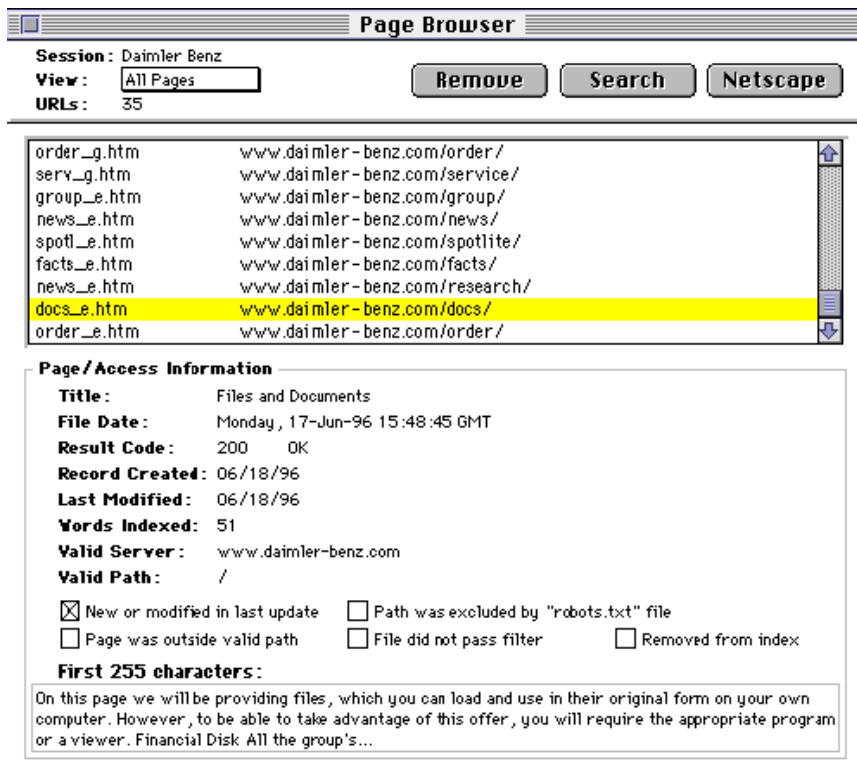 Page Browser
Session: Daimler Benz
View: All Pages
Remove Search Netscape
URLs: 35
order_g.htm www.daimler-benz.com/order/
serv_g.htm www.daimler-benz.com/service/
group_e.htm www.daimler-benz.com/group/
news_e.htm www.daimler-benz.com/news/
spotl_e.htm www.daimler-benz.com/spotlite/
facts_e.htm www.daimler-benz.com/facts/
news_e.htm www.daimler-benz.com/research/
docs_e.htm www.daimler-benz.com/docs/
order_e.htm www.daimler-benz.com/order/
Page/Access Information
Title: Files and Documents
File Date: Monday, 17-Jun-96 15:48:45 GMT
Result Code: 200 OK
Record Created: 06/18/96
Last Modified: 06/18/96
Words Indexed: 51
Valid Server: www.daimler-benz.com
Valid Path: /
New or modified in last update Path was excluded by "robots.txt" file
Page was outside valid path File did not pass filter Removed from index
First 255 characters:
On this page we will be providing files, which you can load and use in their original form on your own
computer. However, to be able to take advantage of this offer, you will require the appropriate program
or a viewer. Financial Disk All the group's...